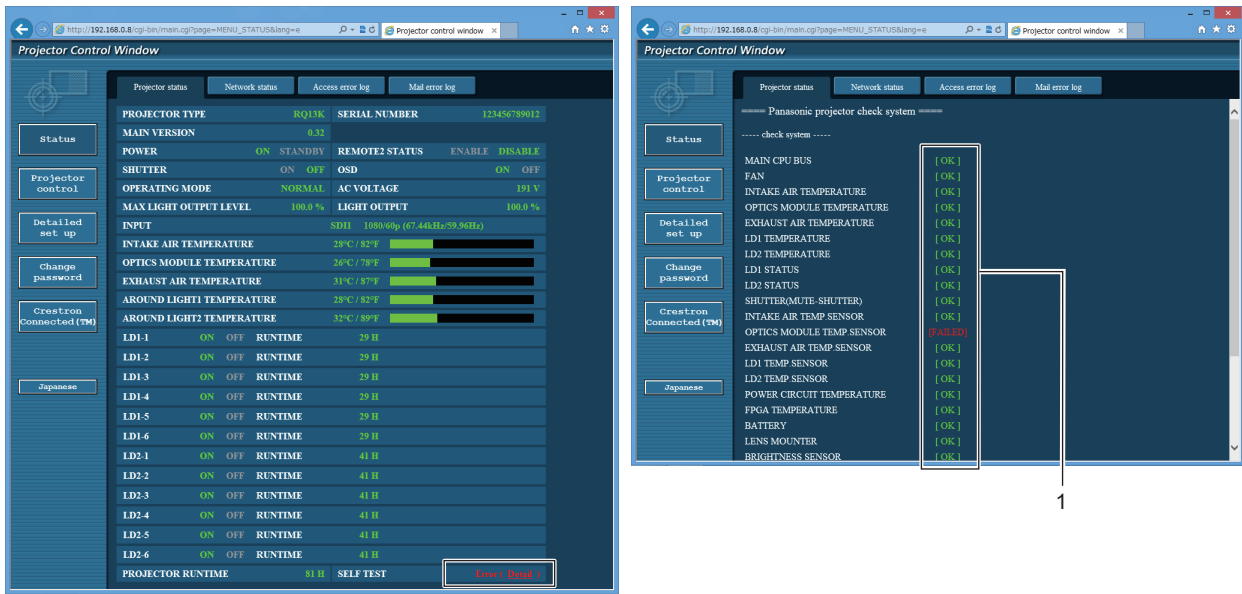 http://192.168.0.8/cgi-bin/main.cgi?page=MENU_STATUS&lang=e
Projector control window
Projector Control Window
Projector status Network status Access error log Mail error log
Status
Projector
control
Detailed
set up
Change
password
Crestron
Connected(TM)
Japanese
PROJECTOR TYPE RQ13K SERIAL NUMBER 123456789012
MAIN VERSION 0.32
POWER ON STANDBY REMOTE2 STATUS ENABLE DISABLE
SHUTTER ON OFF OSD ON OFF
OPERATING MODE NORMAL AC VOLTAGE 191 V
MAX LIGHT OUTPUT LEVEL 100.0 % LIGHT OUTPUT 100.0 %
INPUT SDI1 1080/60p (67.44kHz/59.96Hz)
INTAKE AIR TEMPERATURE 28°C / 82°F
OPTICS MODULE TEMPERATURE 26°C / 78°F
EXHAUST AIR TEMPERATURE 31°C / 87°F
AROUND LIGHT1 TEMPERATURE 28°C / 82°F
AROUND LIGHT2 TEMPERATURE 32°C / 89°F
LD1-1 ON OFF RUNTIME 29 H
LD1-2 ON OFF RUNTIME 29 H
LD1-3 ON OFF RUNTIME 29 H
LD1-4 ON OFF RUNTIME 29 H
LD1-5 ON OFF RUNTIME 29 H
LD1-6 ON OFF RUNTIME 29 H
LD2-1 ON OFF RUNTIME 41 H
LD2-2 ON OFF RUNTIME 41 H
LD2-3 ON OFF RUNTIME 41 H
LD2-4 ON OFF RUNTIME 41 H
LD2-5 ON OFF RUNTIME 41 H
LD2-6 ON OFF RUNTIME 41 H
PROJECTOR RUNTIME 81 H SELF TEST Error ( Detail )
http://192.168.0.8/cgi-bin/main.cgi?page=MENU_STATUS&lang=e
Projector control window
Projector Control Window
Projector status Network status Access error log Mail error log
Status
Projector
control
Detailed
set up
Change
password
Crestron
Connected(TM)
Japanese
==== Panasonic projector check system ====
----- check system -----
MAIN CPU BUS [ OK ]
FAN [ OK ]
INTAKE AIR TEMPERATURE [ OK ]
OPTICS MODULE TEMPERATURE [ OK ]
EXHAUST AIR TEMPERATURE [ OK ]
LD1 TEMPERATURE [ OK ]
LD2 TEMPERATURE [ OK ]
LD1 STATUS [ OK ]
LD2 STATUS [ OK ]
SHUTTER(MUTE-SHUTTER) [ OK ]
INTAKE AIR TEMP.SENSOR [ OK ]
OPTICS MODULE TEMP.SENSOR [FAILED]
EXHAUST AIR TEMP.SENSOR [ OK ]
LD1 TEMP.SENSOR [ OK ]
LD2 TEMP.SENSOR [ OK ]
POWER CIRCUIT TEMPERATURE [ OK ]
FPGA TEMPERATURE [ OK ]
BATTERY [ OK ]
LENS MOUNTER [ OK ]
BRIGHTNESS SENSOR [ OK ]
1